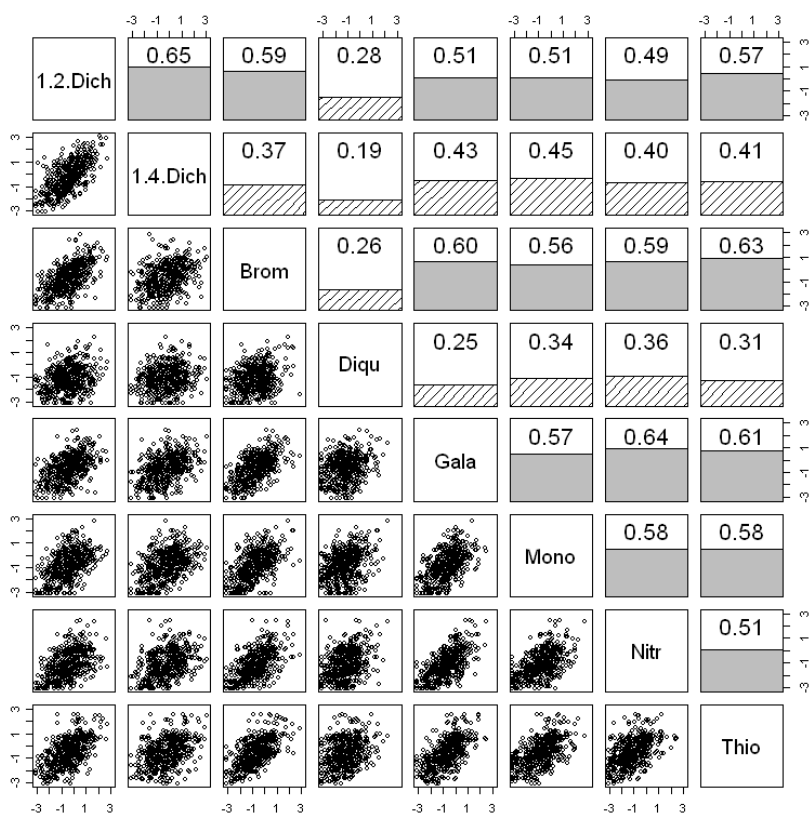 -3 -1 1 3 -3 -1 1 3 -3 -1 1 3 -3 -1 1 3
1.2.Dich 0.65 0.59 0.28 0.51 0.51 0.49 0.57
-3 -1 1 3
-3 -1 1 3
1.4.Dich 0.37 0.19 0.43 0.45 0.40 0.41
Brom 0.26 0.60 0.56 0.59 0.63
-3 -1 1 3
-3 -1 1 3
Diqu 0.25 0.34 0.36 0.31
Gala 0.57 0.64 0.61
-3 -1 1 3
-3 -1 1 3
Mono 0.58 0.58
Nitr 0.51
-3 -1 1 3
-3 -1 1 3
Thio
-3 -1 1 3 -3 -1 1 3 -3 -1 1 3 -3 -1 1 3